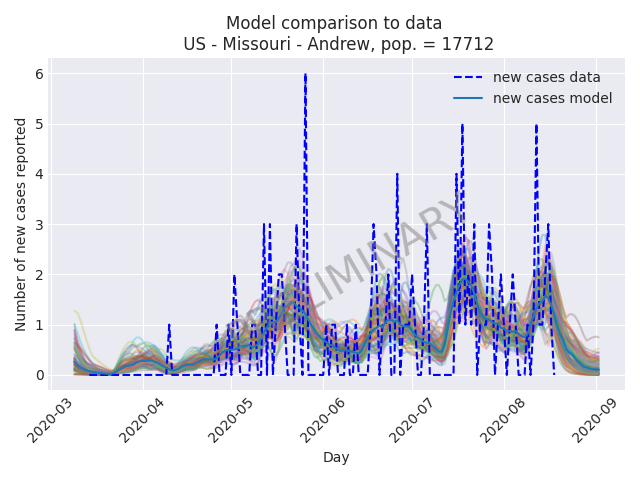 Model comparison to data
US - Missouri - Andrew, pop. = 17712
Number of new cases reported
6
5
4
3
2
1
0
new cases data
new cases model
2020-03
2020-04
2020-05
2020-06
2020-07
2020-08
2020-09
Day